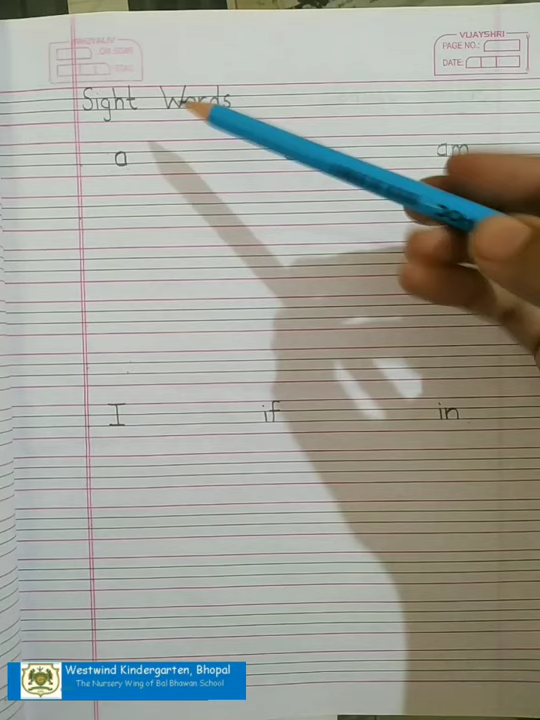 VIJAYSHRI
PAGE NO.:
DATE:
Sight Words
a am
I if in
Westwind Kindergarten, Bhopal
The Nursery Wing of Bal Bhawan School